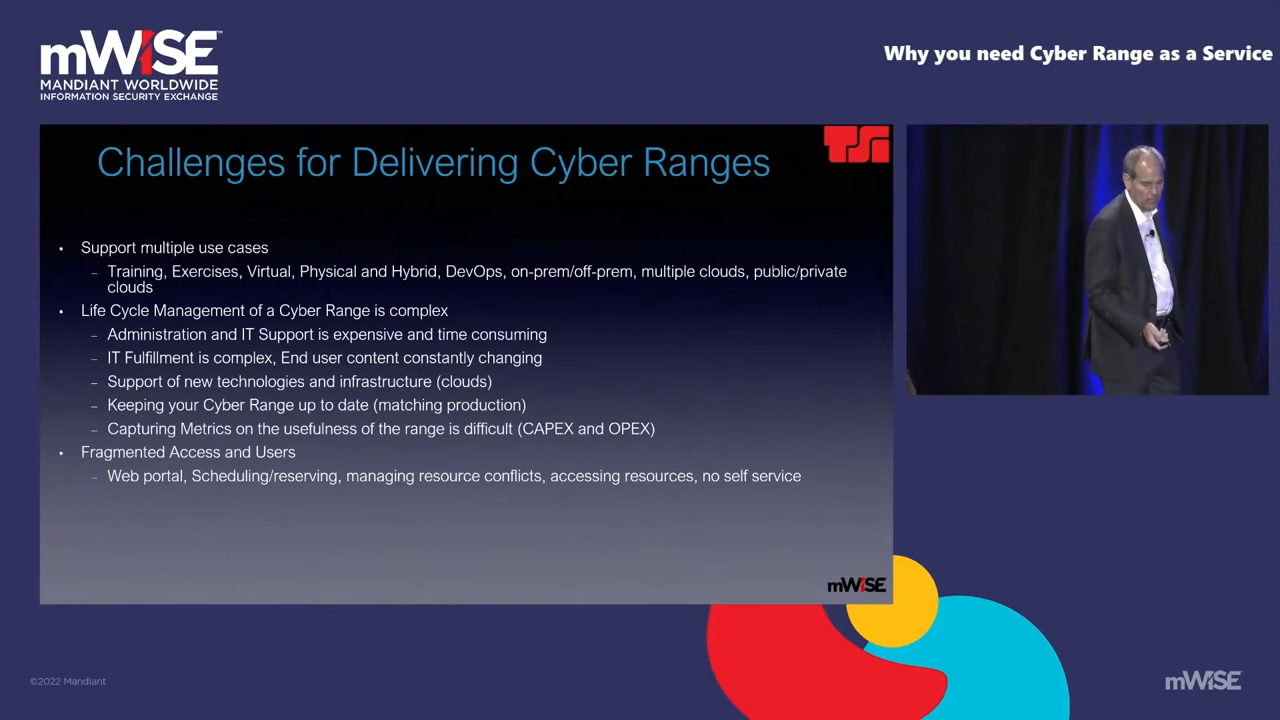 mWISE™
MANDIANT WORLDWIDE
INFORMATION SECURITY EXCHANGE
Why you need Cyber Range as a Service
TSi
Challenges for Delivering Cyber Ranges
• Support multiple use cases
– Training, Exercises, Virtual, Physical and Hybrid, DevOps, on-prem/off-prem, multiple clouds, public/private
clouds
• Life Cycle Management of a Cyber Range is complex
– Administration and IT Support is expensive and time consuming
– IT Fulfillment is complex, End user content constantly changing
– Support of new technologies and infrastructure (clouds)
– Keeping your Cyber Range up to date (matching production)
– Capturing Metrics on the usefulness of the range is difficult (CAPEX and OPEX)
• Fragmented Access and Users
– Web portal, Scheduling/reserving, managing resource conflicts, accessing resources, no self service
mWISE
©2022 Mandiant
mWISE